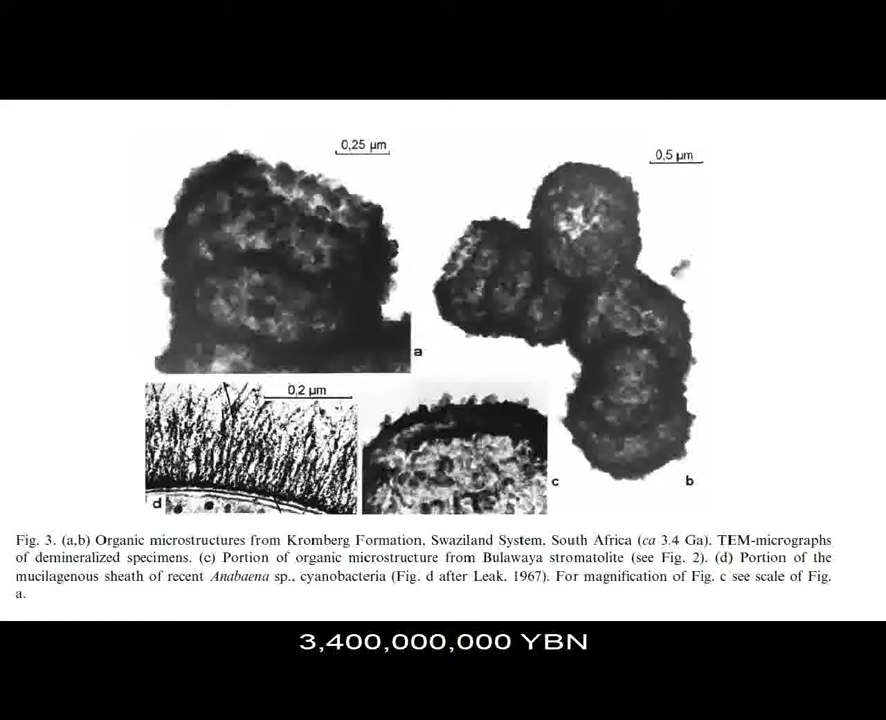 0,25 µm
0,5 µm
a
0,2 µm
d
c
b
Fig. 3. (a,b) Organic microstructures from Kromberg Formation, Swaziland System, South Africa (ca 3.4 Ga). TEM-micrographs
of demineralized specimens. (c) Portion of organic microstructure from Bulawaya stromatolite (see Fig. 2). (d) Portion of the
mucilagenous sheath of recent Anabaena sp., cyanobacteria (Fig. d after Leak, 1967). For magnification of Fig. c see scale of Fig.
a.
3,400,000,000 YBN